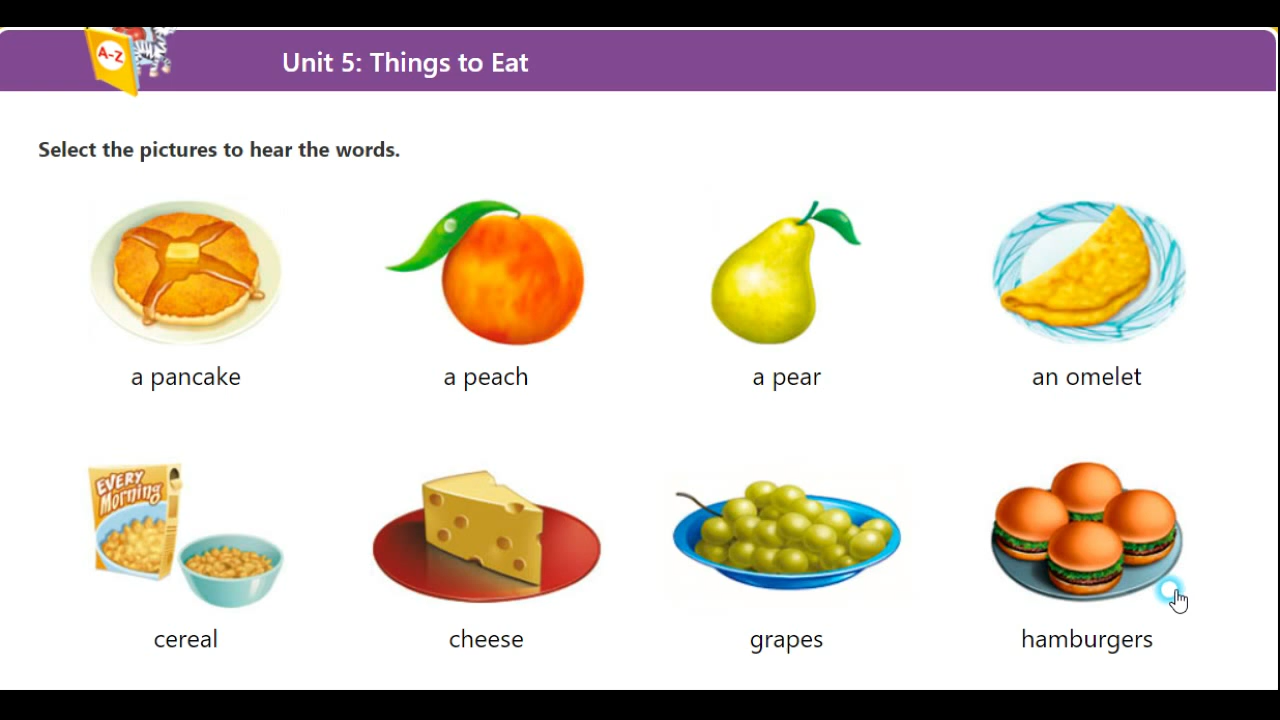 A-Z
Unit 5: Things to Eat
Select the pictures to hear the words.
a pancake
a peach
a pear
an omelet
EVERY
Morning
cereal
cheese
grapes
hamburgers